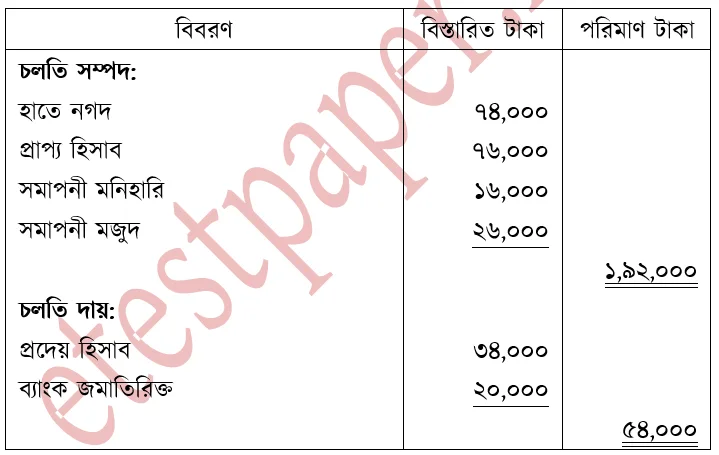 বিবরণ বিস্তারিত টাকা পরিমাণ টাকা
চলতি সম্পদ:
হাতে নগদ ৭৪,০০০
প্রাপ্য হিসাব ৭৬,০০০
সমাপনী মনিহারি ১৬,০০০
সমাপনী মজুদ ২৬,০০০
১,৯২,০০০
চলতি দায়:
প্রদেয় হিসাব ৩৪,০০০
ব্যাংক জমাতিরিক্ত ২০,০০০
৫৪,০০০
etestpaper.